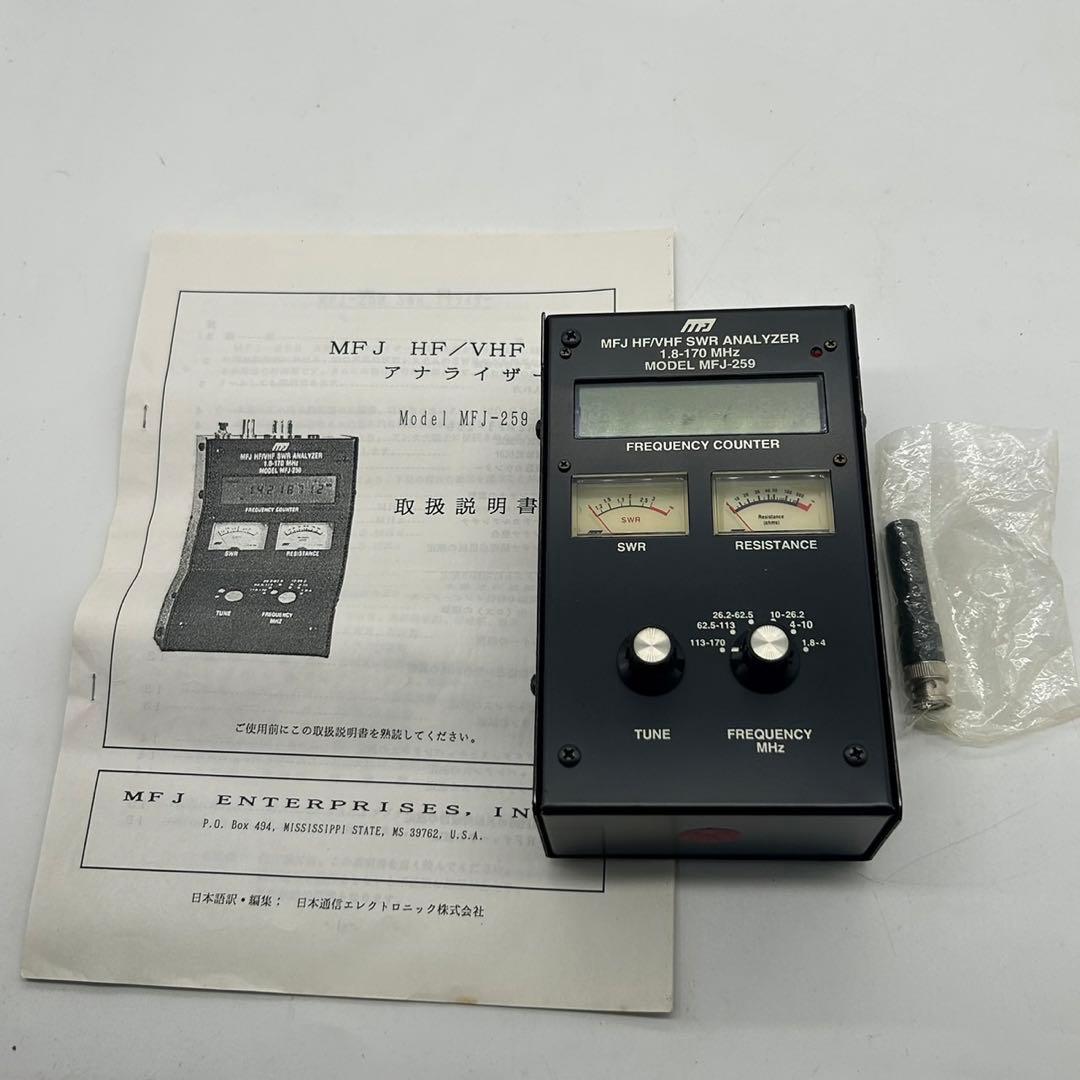 MFJ HF/VHF
アナライザー
Model MFJ-259
取扱説明書
MFJ
MFJ HF/VHF SWR ANALYZER
1.8-170 MHz
MODEL MFJ-259
FREQUENCY COUNTER
SWR
RESISTANCE
TUNE
FREQUENCY
MHz
ご使用前にこの取扱説明書を熟読してください。
MFJ ENTERPRISES, IN
P.O. Box 494, MISSISSIPPI STATE, MS 39762, U.S.A.
日本語訳・編集: 日本通信エレクトロニック株式会社
MFJ
MFJ HF/VHF SWR ANALYZER
1.8-170 MHz
MODEL MFJ-259
FREQUENCY COUNTER
SWR
Resistance
(ohms)
SWR
RESISTANCE
26.2-62.5
10-26.2
62.5-113
4-10
113-170
1.8-4
TUNE
FREQUENCY
MHz